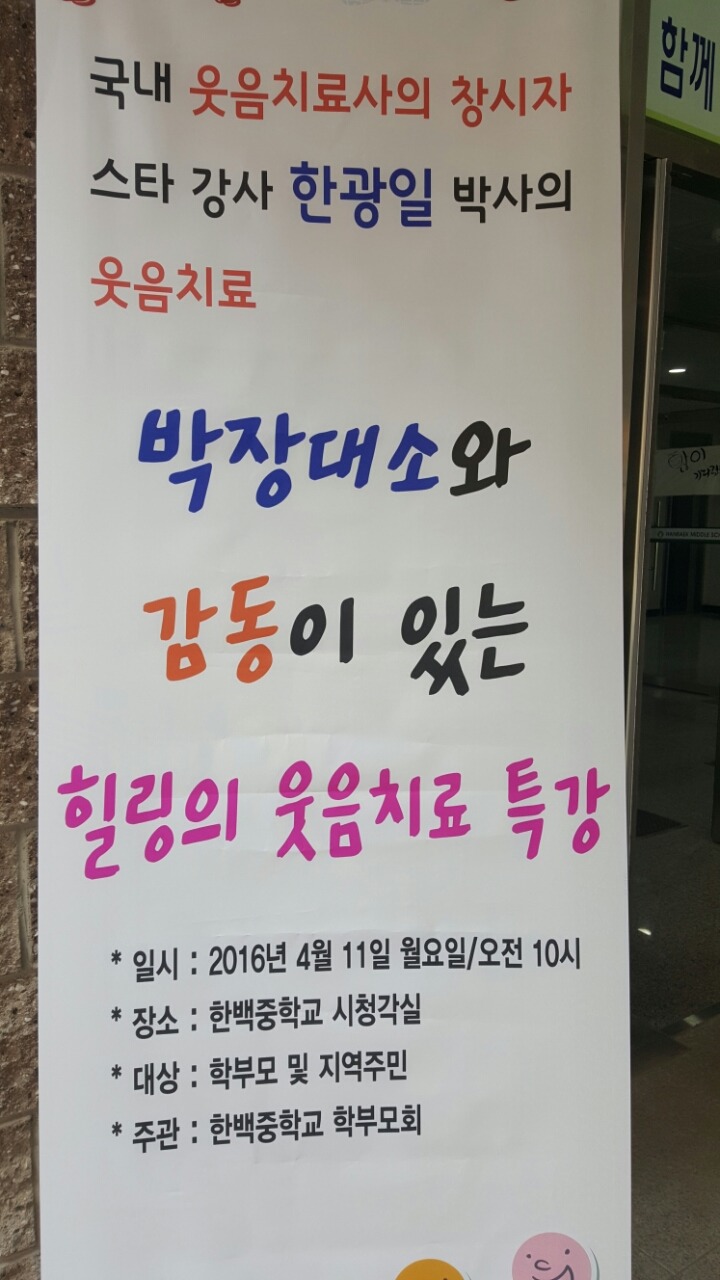 국내 웃음치료사의 창시자
스타 강사 한광일 박사의
웃음치료
박장대소와
감동이 있는
힐링의 웃음치료 특강
* 일시 : 2016년 4월 11일 월요일/오전 10시
* 장소 : 한백중학교 시청각실
* 대상 : 학부모 및 지역주민
* 주관 : 한백중학교 학부모회
함께